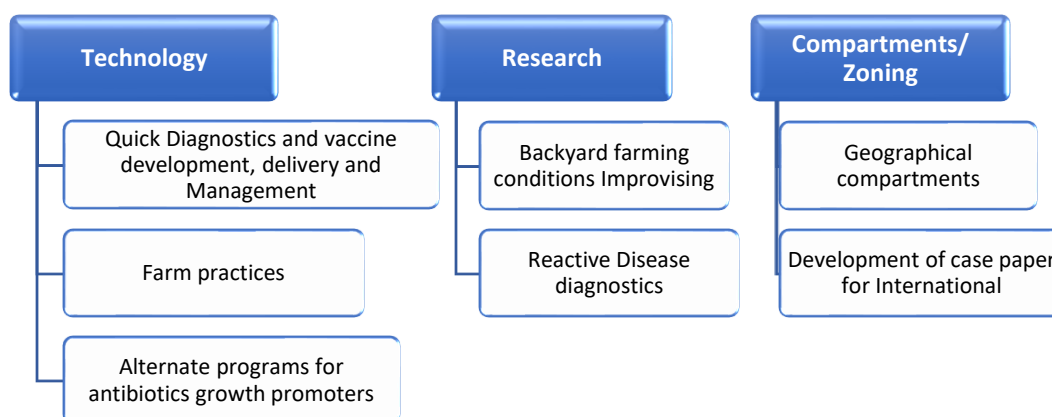 Technology
Quick Diagnostics and vaccine
development, delivery and
Management
Farm practices
Alternate programs for
antibiotics growth promoters
Research
Backyard farming
conditions Improvising
Reactive Disease
diagnostics
Compartments/
Zoning
Geographical
compartments
Development of case paper
for International